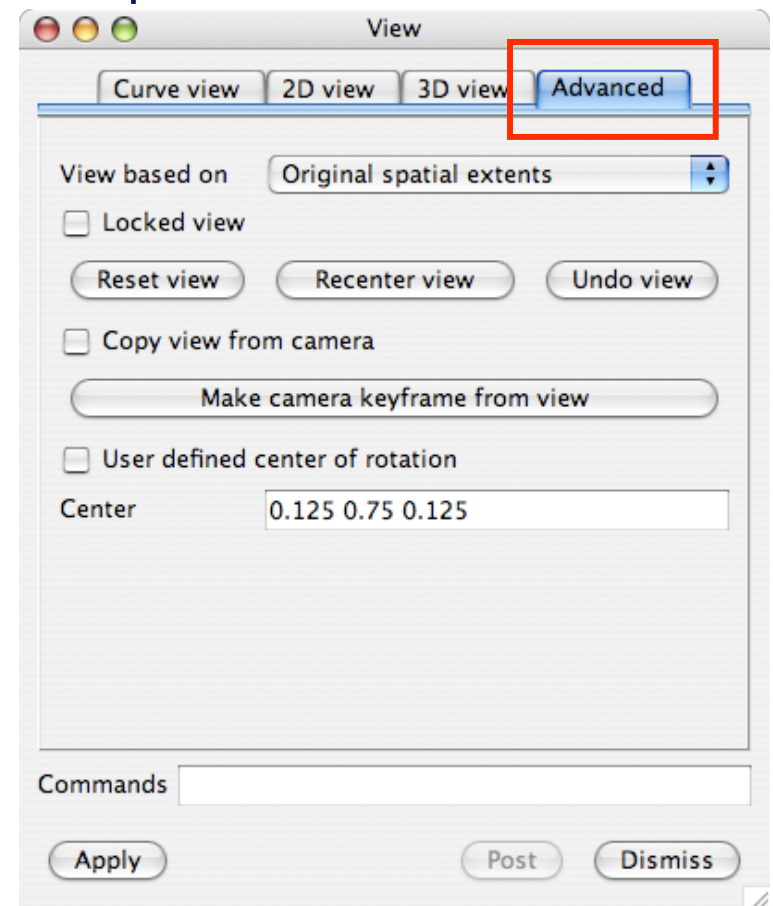 View
Curve view 2D view 3D view Advanced
View based on Original spatial extents
Locked view
Reset view Recenter view Undo view
Copy view from camera
Make camera keyframe from view
User defined center of rotation
Center 0.125 0.75 0.125
Commands
Apply Post Dismiss